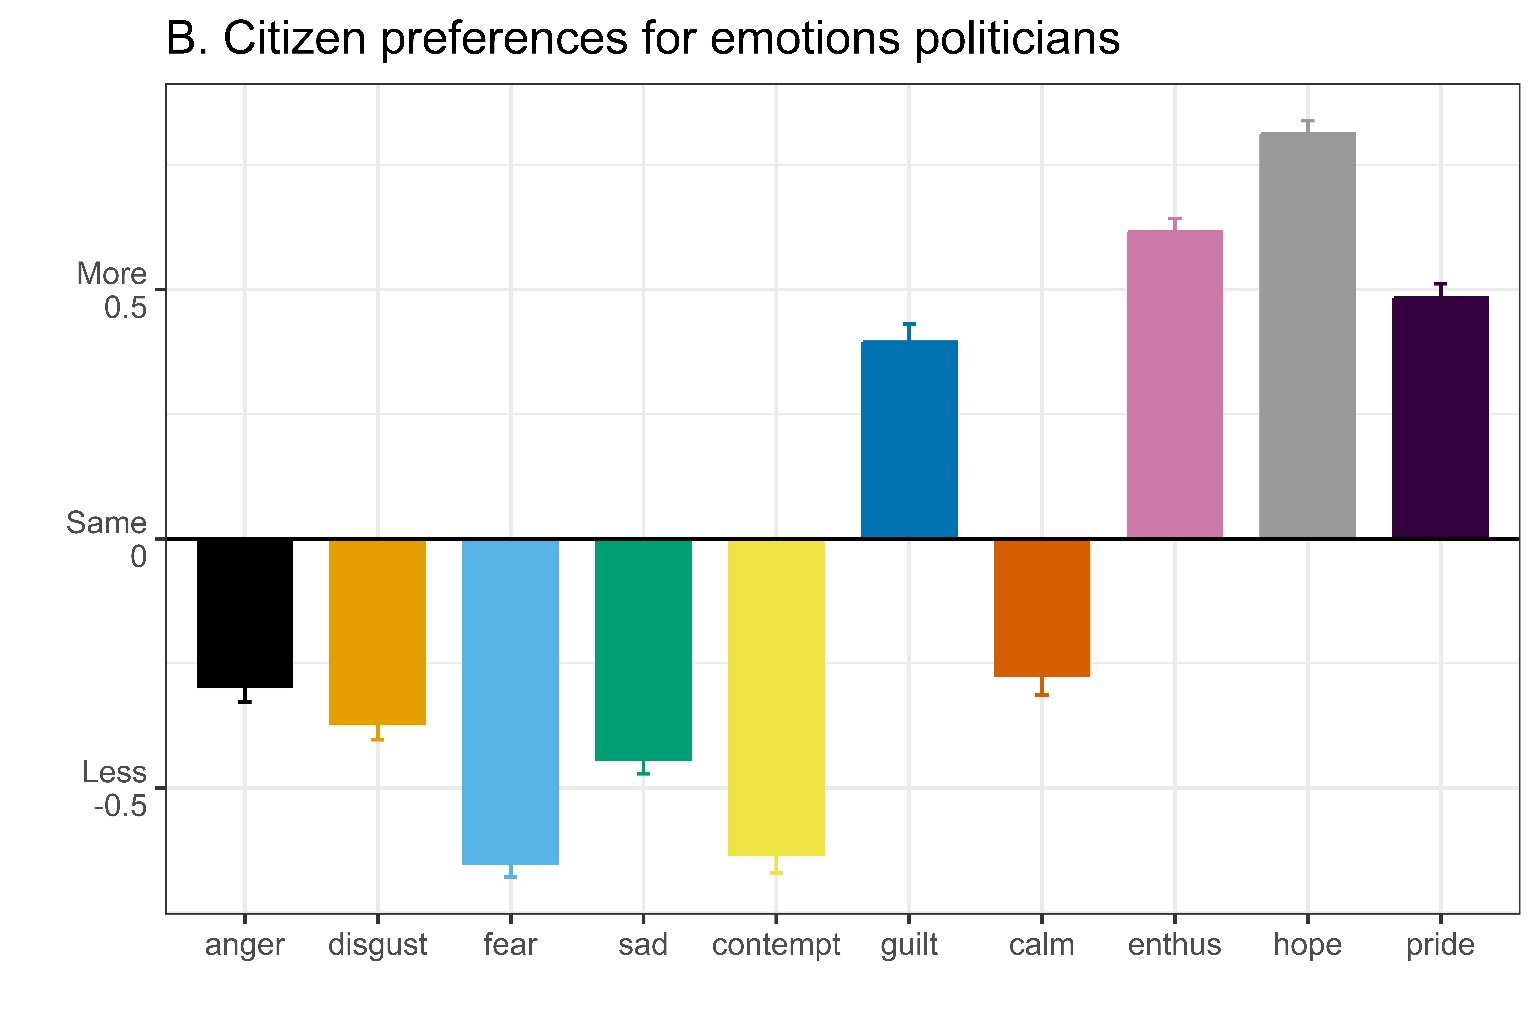 B. Citizen preferences for emotions politicians
More
0.5
Same
0
Less
-0.5
anger disgust fear sad contempt guilt calm enthus hope pride